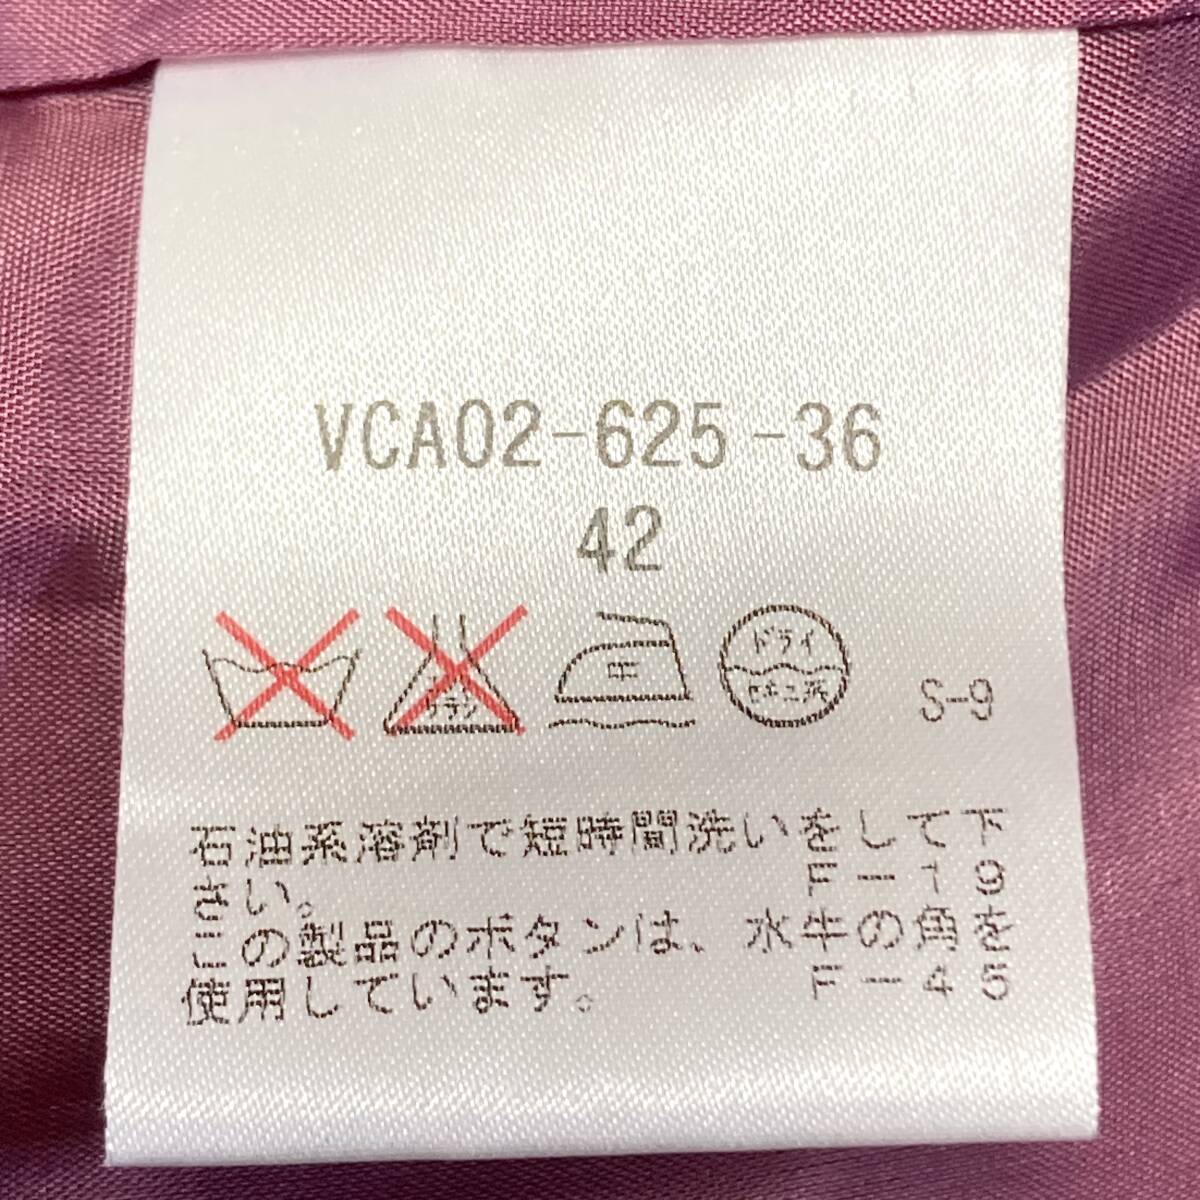 VCA02-625-36
42
中
ドライ
セキユ系
S-9
石油系溶剤で短時間洗いをして下
さい。 F-19
この製品のボタンは、水牛の角を
使用しています。 F-45